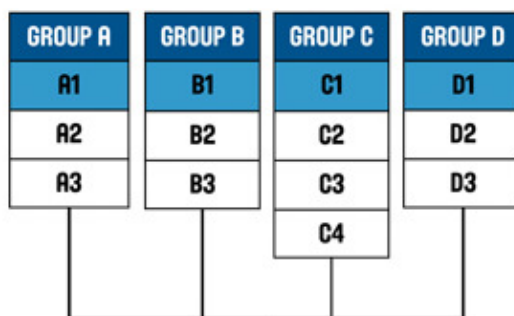 GROUP A
A1
A2
A3
GROUP B
B1
B2
B3
GROUP C
C1
C2
C3
C4
GROUP D
D1
D2
D3